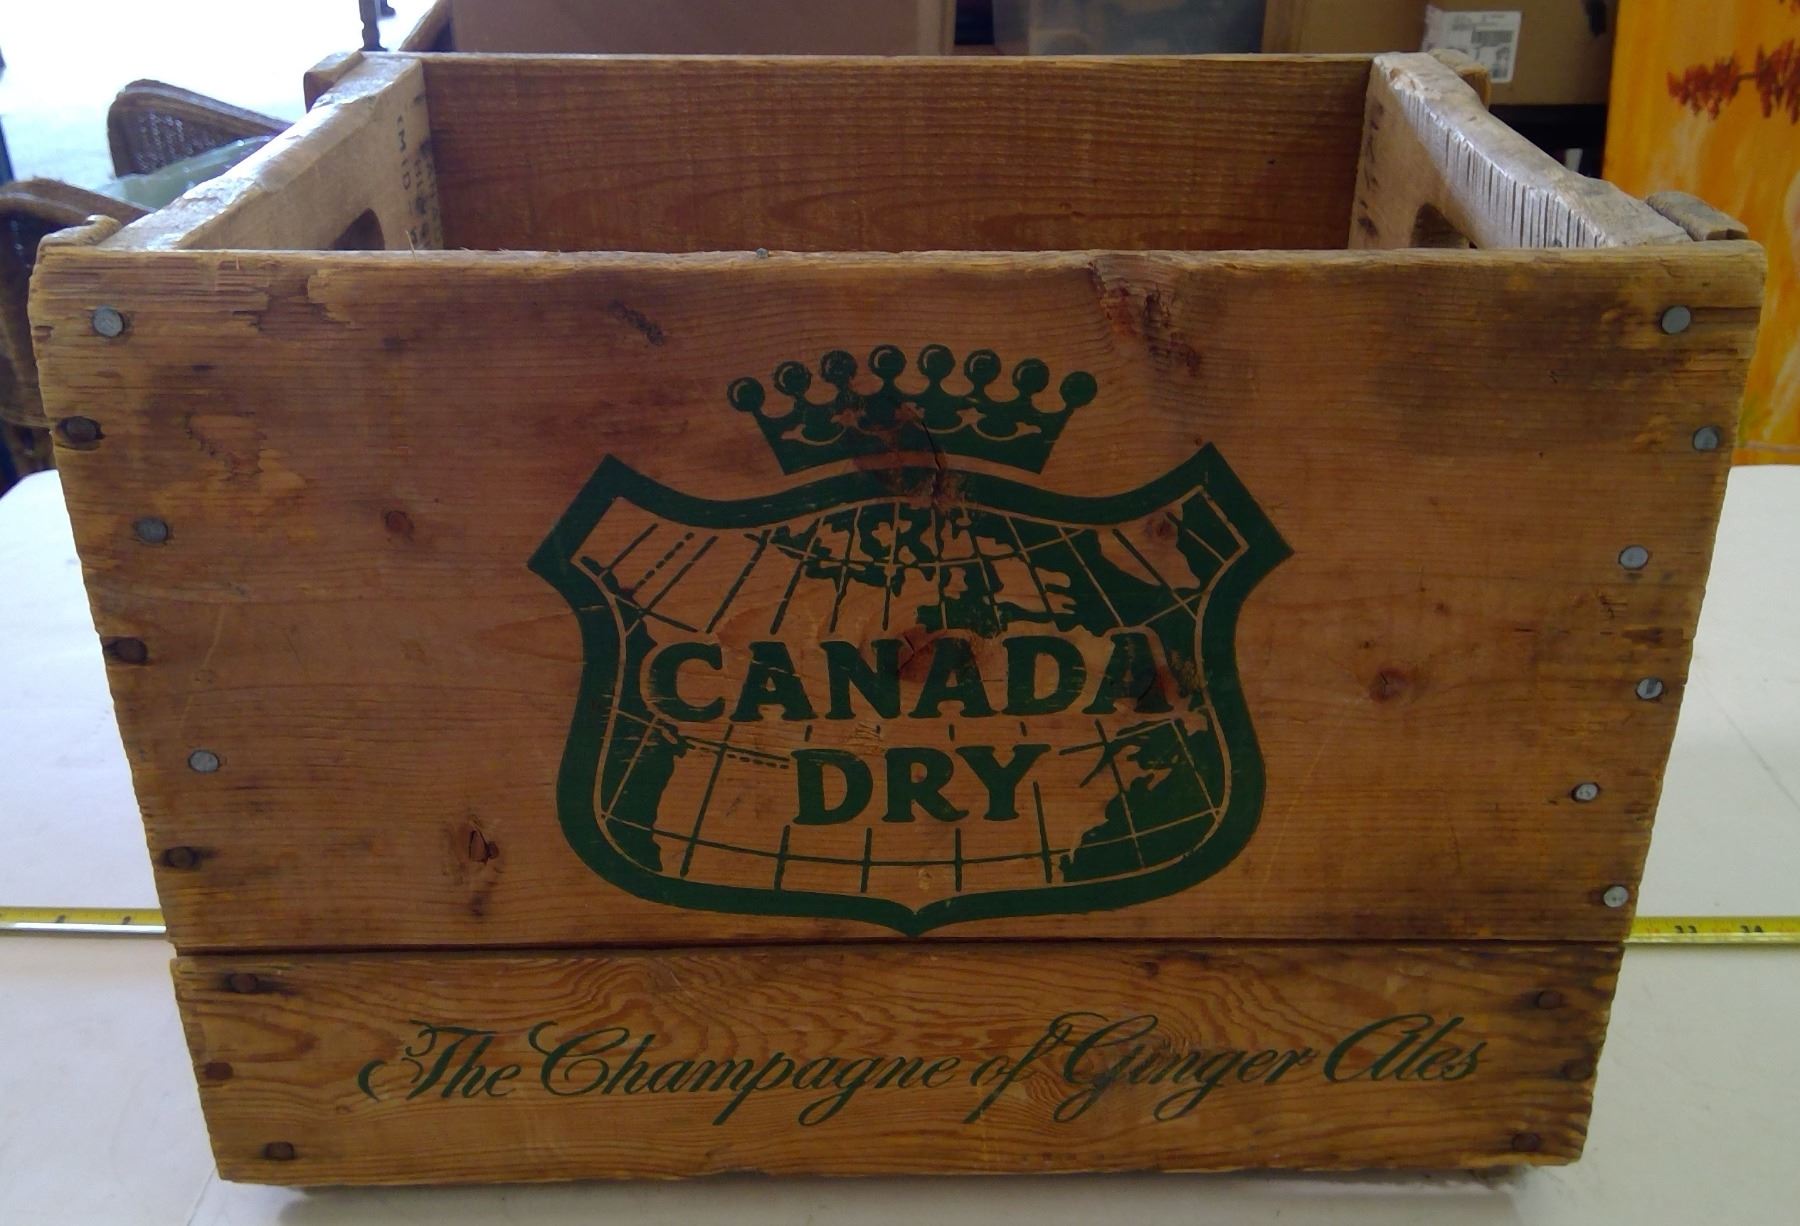 CANADA
DRY
The Champagne of Ginger Ales